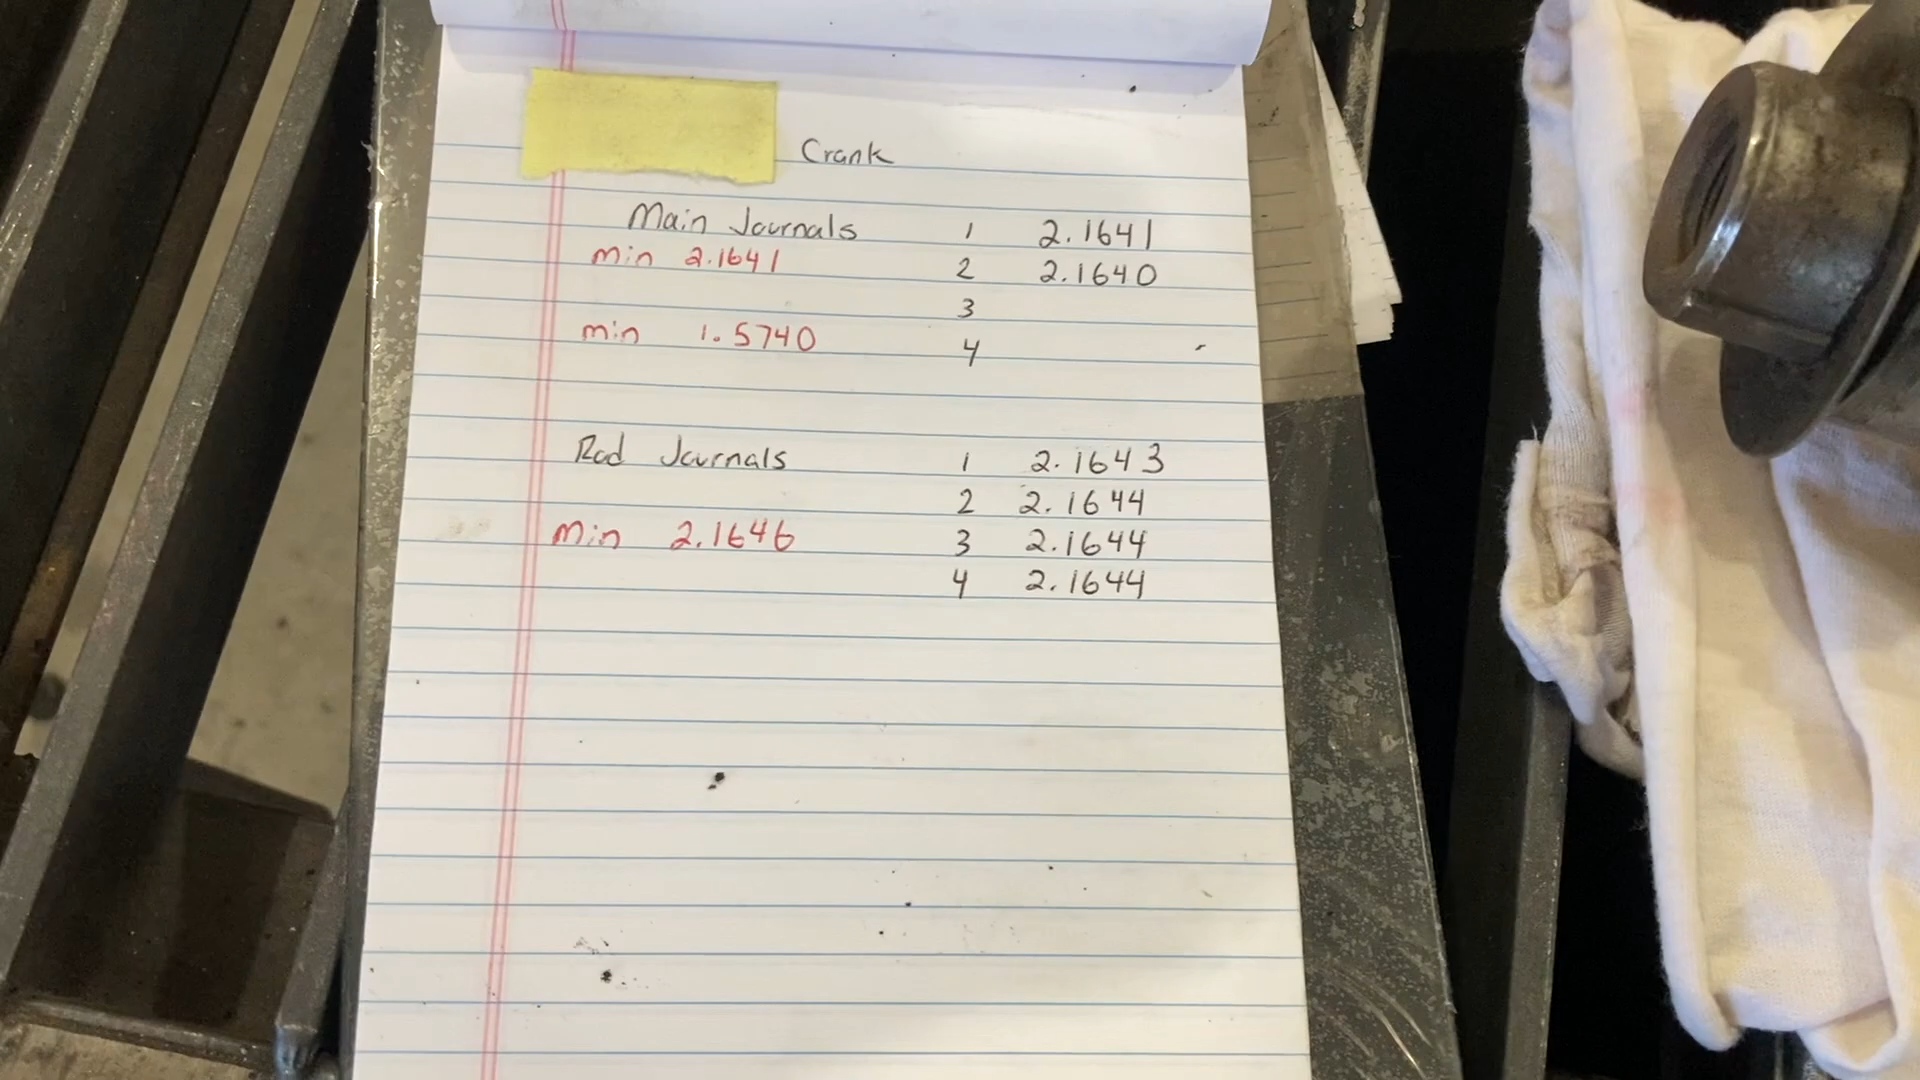 Crank
Main Journals 1 2.1641
min 2.1641 2 2.1640
3
min 1.5740 4
Rod Journals 1 2.1643
2 2.1644
min 2.1646 3 2.1644
4 2.1644